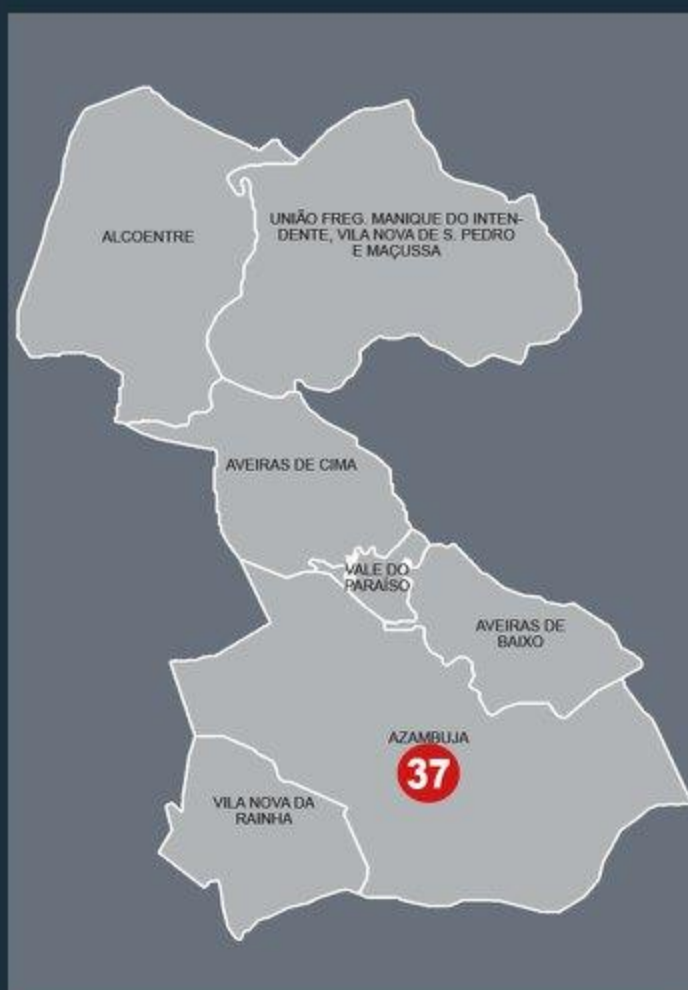 ALCOENTRE
UNIÃO FREG. MANIQUE DO INTEN-
DENTE, VILA NOVA DE S. PEDRO
E MAÇUSSA
AVEIRAS DE CIMA
VALE DO
PARAÍSO
AVEIRAS DE
BAIXO
AZAMBUJA
37
VILA NOVA DA
RAINHA